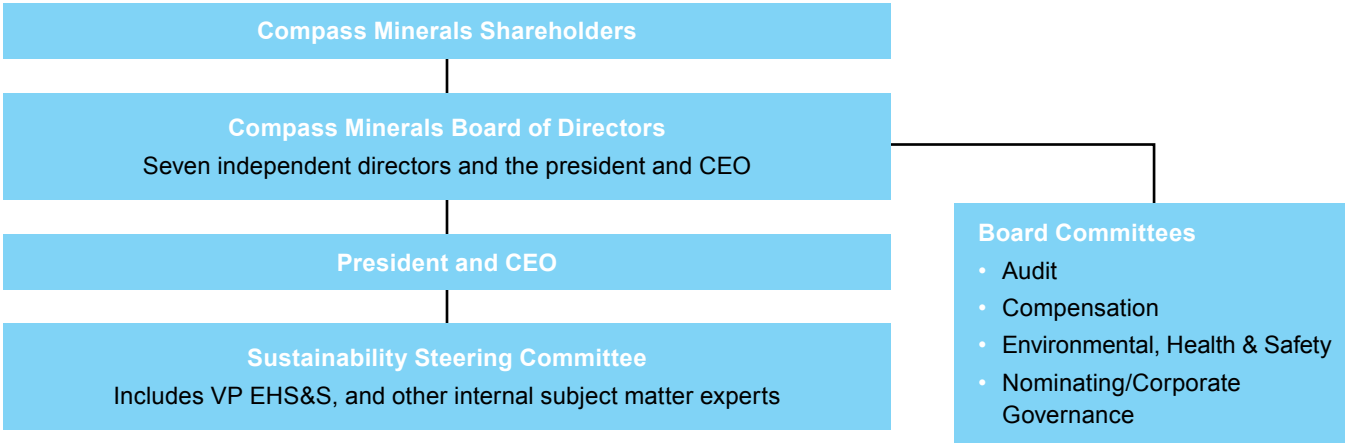 Compass Minerals Shareholders
Compass Minerals Board of Directors
Seven independent directors and the president and CEO
President and CEO
Sustainability Steering Committee
Includes VP EHS&S, and other internal subject matter experts
Board Committees
• Audit
• Compensation
• Environmental, Health & Safety
• Nominating/Corporate
Governance